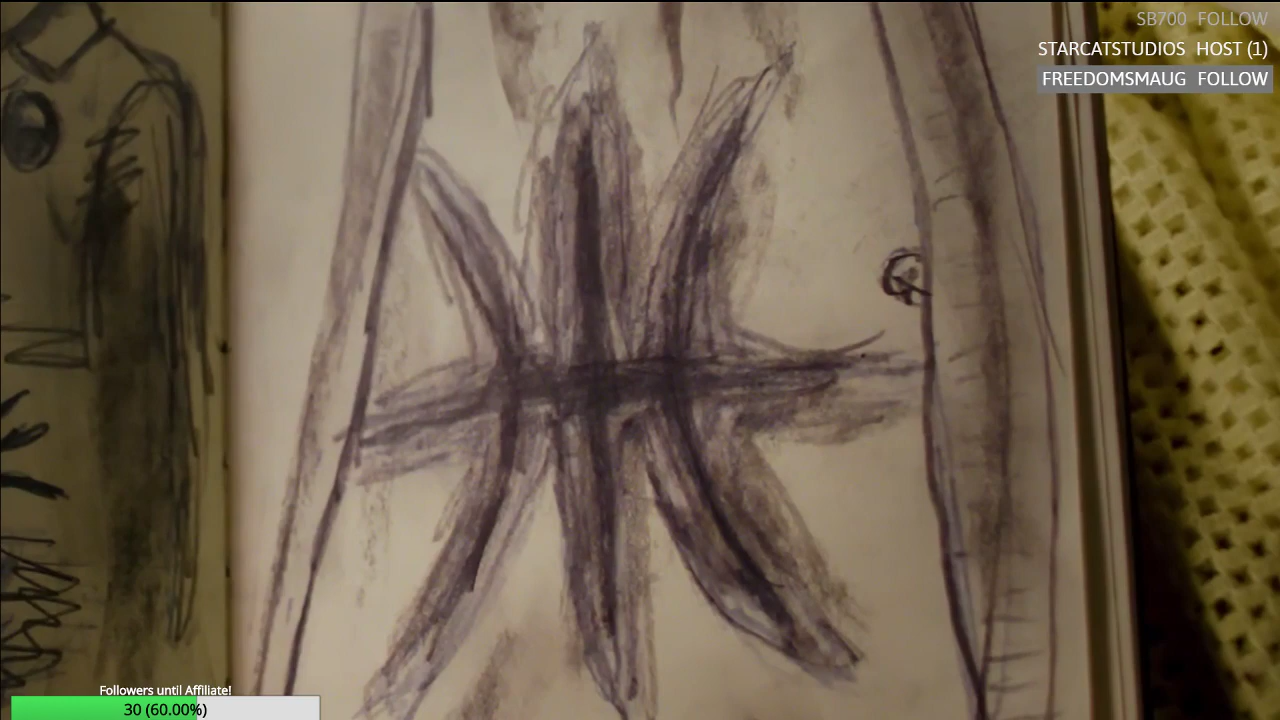 SB700 FOLLOW
STARCATSTUDIOS HOST (1)
FREEDOMSMAUG FOLLOW
Followers until Affiliate!
30 (60.00%)